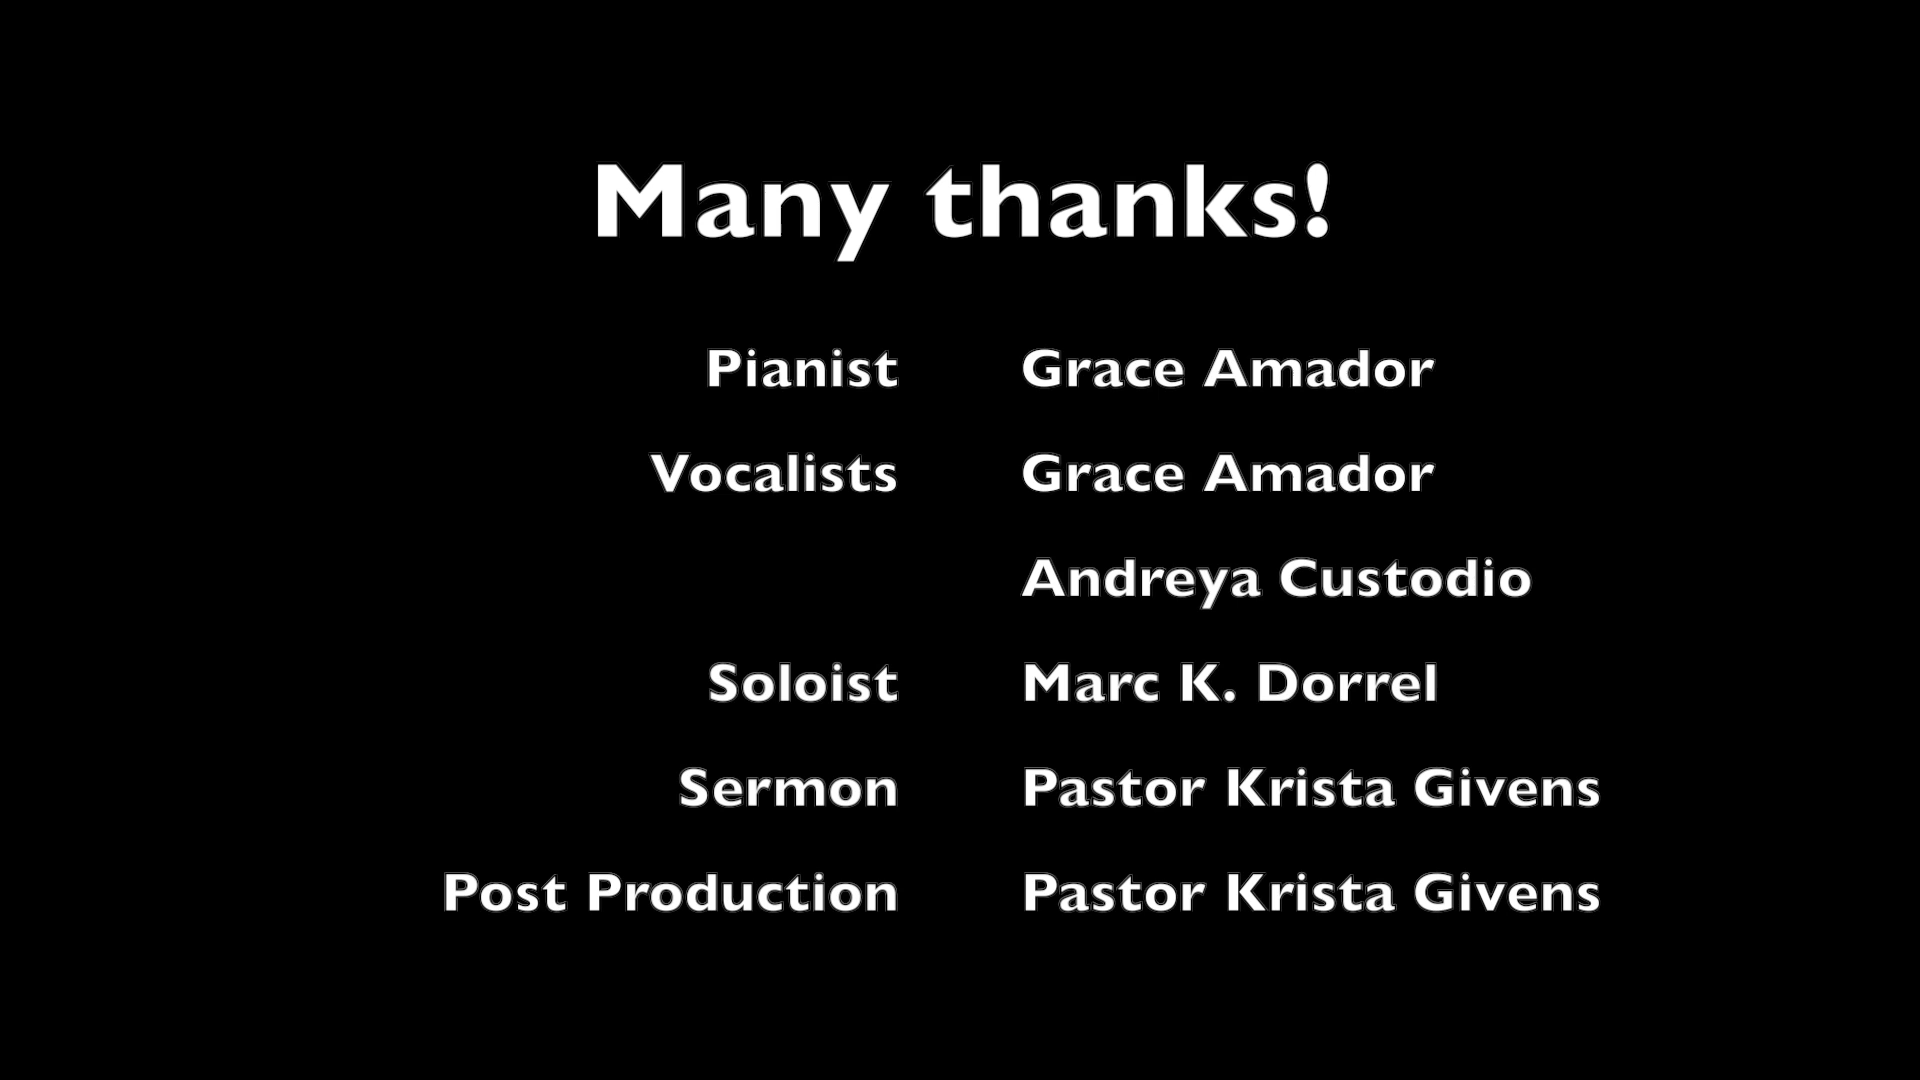 Many thanks!
Pianist Grace Amador
Vocalists Grace Amador
Andreya Custodio
Soloist Marc K. Dorrel
Sermon Pastor Krista Givens
Post Production Pastor Krista Givens